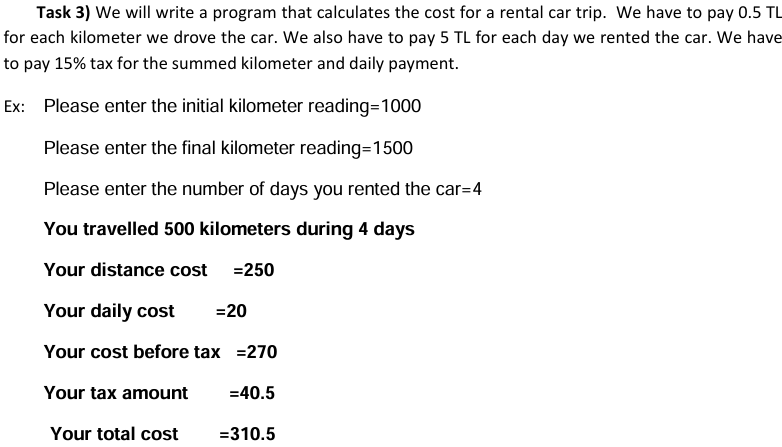 Task 3) We will write a program that calculates the cost for a rental car trip. We have to pay 0.5 TL
for each kilometer we drove the car. We also have to pay 5 TL for each day we rented the car. We have
to pay 15% tax for the summed kilometer and daily payment.
Ex: Please enter the initial kilometer reading=1000
Please enter the final kilometer reading=1500
Please enter the number of days you rented the car=4
You travelled 500 kilometers during 4 days
Your distance cost =250
Your daily cost =20
Your cost before tax =270
Your tax amount =40.5
Your total cost =310.5